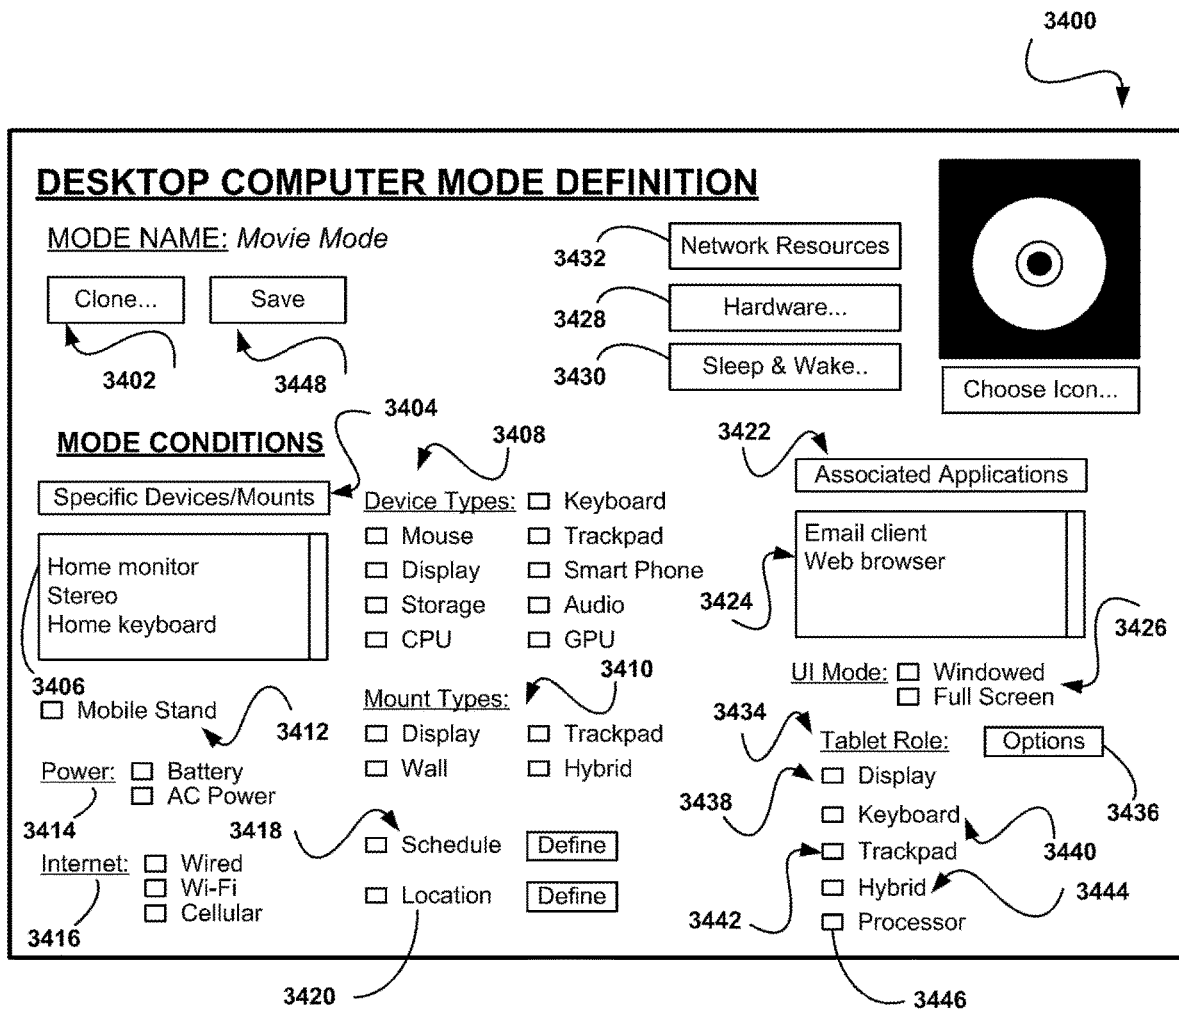 3400
DESKTOP COMPUTER MODE DEFINITION
MODE NAME: Movie Mode
Clone...
Save
3402
3448
3432
Network Resources
3428
Hardware...
3430
Sleep & Wake..
Choose Icon...
MODE CONDITIONS
3404
Specific Devices/Mounts
Home monitor
Stereo
Home keyboard
3406
Mobile Stand
3412
Power:
Battery
AC Power
3414
Internet:
Wired
Wi-Fi
Cellular
3416
3408
Device Types:
Keyboard
Mouse
Trackpad
Display
Smart Phone
Storage
Audio
CPU
GPU
3410
Mount Types:
Display
Trackpad
Wall
Hybrid
3418
Schedule
Define
Location
Define
3420
3422
Associated Applications
Email client
Web browser
3424
3426
UI Mode:
Windowed
Full Screen
3434
Tablet Role:
Options
3436
Display
3438
Keyboard
3440
Trackpad
3442
Hybrid
3444
Processor
3446